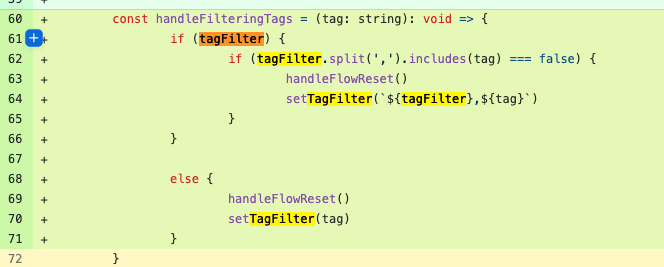 60 + const handleFilteringTags = (tag: string): void => {
61 + if (tagFilter) {
62 + if (tagFilter.split(',').includes(tag) === false) {
63 + handleFlowReset()
64 + setTagFilter(`${tagFilter},${tag}`)
65 + }
66 + }
67 +
68 + else {
69 + handleFlowReset()
70 + setTagFilter(tag)
71 + }
72 }